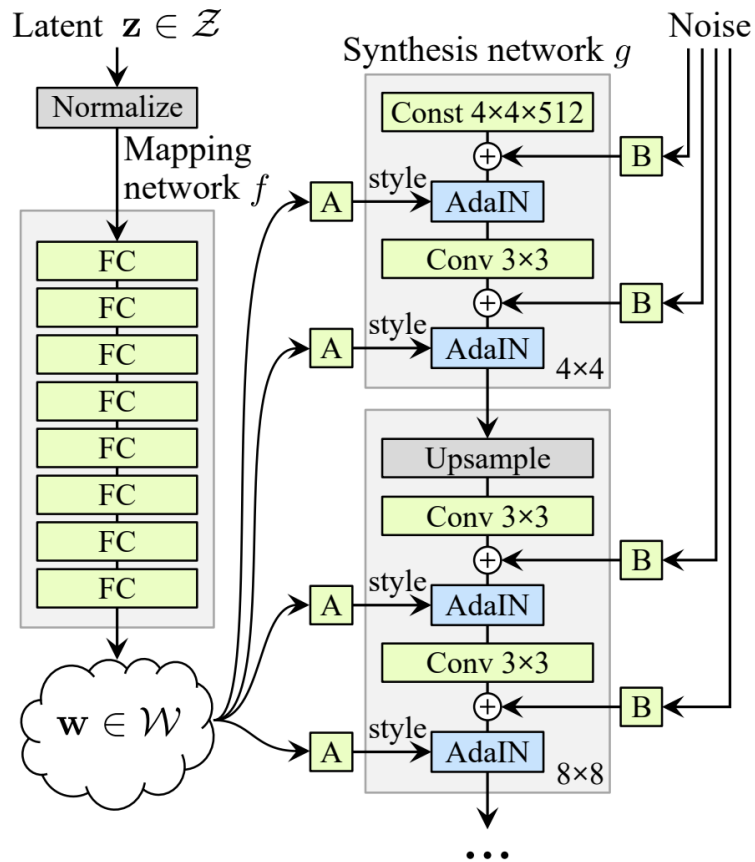 Latent z ∈ 𝒵
Normalize
Mapping
network f
FC
FC
FC
FC
FC
FC
FC
FC
w ∈ 𝒲
Synthesis network g
Noise
Const 4×4×512
B
A
style
AdaIN
Conv 3×3
B
A
style
AdaIN
4×4
Upsample
Conv 3×3
B
A
style
AdaIN
Conv 3×3
B
A
style
AdaIN
8×8
...